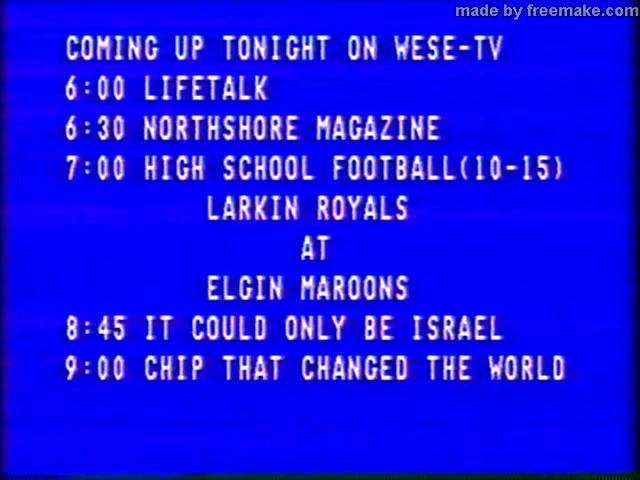 made by freemake.com
COMING UP TONIGHT ON WESE-TV
6:00 LIFETALK
6:30 NORTHSHORE MAGAZINE
7:00 HIGH SCHOOL FOOTBALL(10-15)
LARKIN ROYALS
AT
ELGIN MAROONS
8:45 IT COULD ONLY BE ISRAEL
9:00 CHIP THAT CHANGED THE WORLD